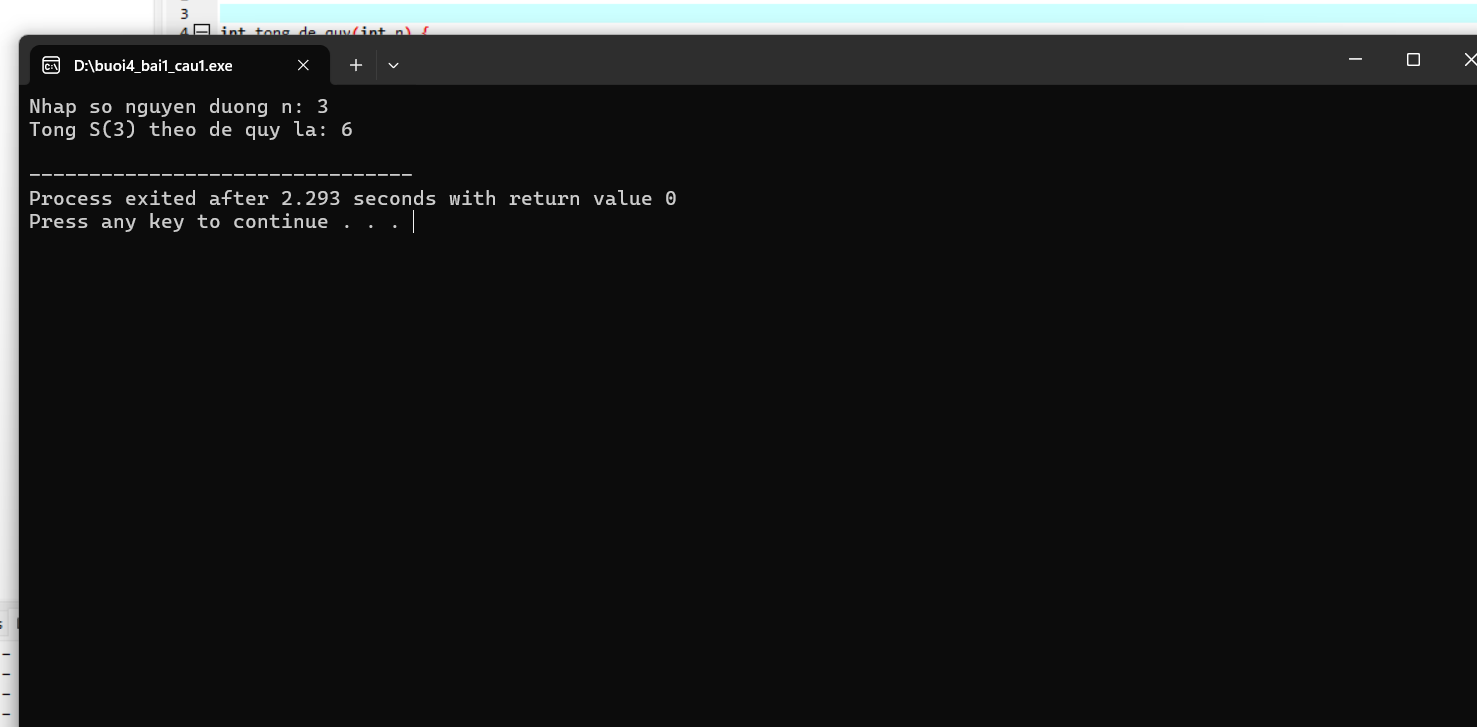 3
4 int tong_de_quy(int n) {
D:\buoi4_bai1_cau1.exe
Nhap so nguyen duong n: 3
Tong S(3) theo de quy la: 6
--------------------------------
Process exited after 2.293 seconds with return value 0
Press any key to continue . . .